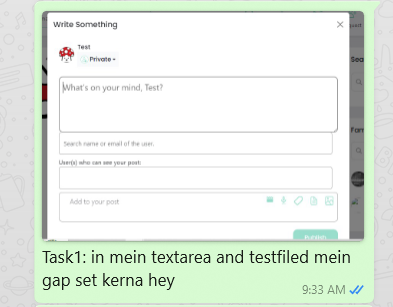 Write Something
Test
Private
What's on your mind, Test?
Search name or email of the user.
User(s) who can see your post:
Add to your post
Publish
Sea
Task1: in mein textarea and testfiled mein
gap set kerna hey
9:33 AM